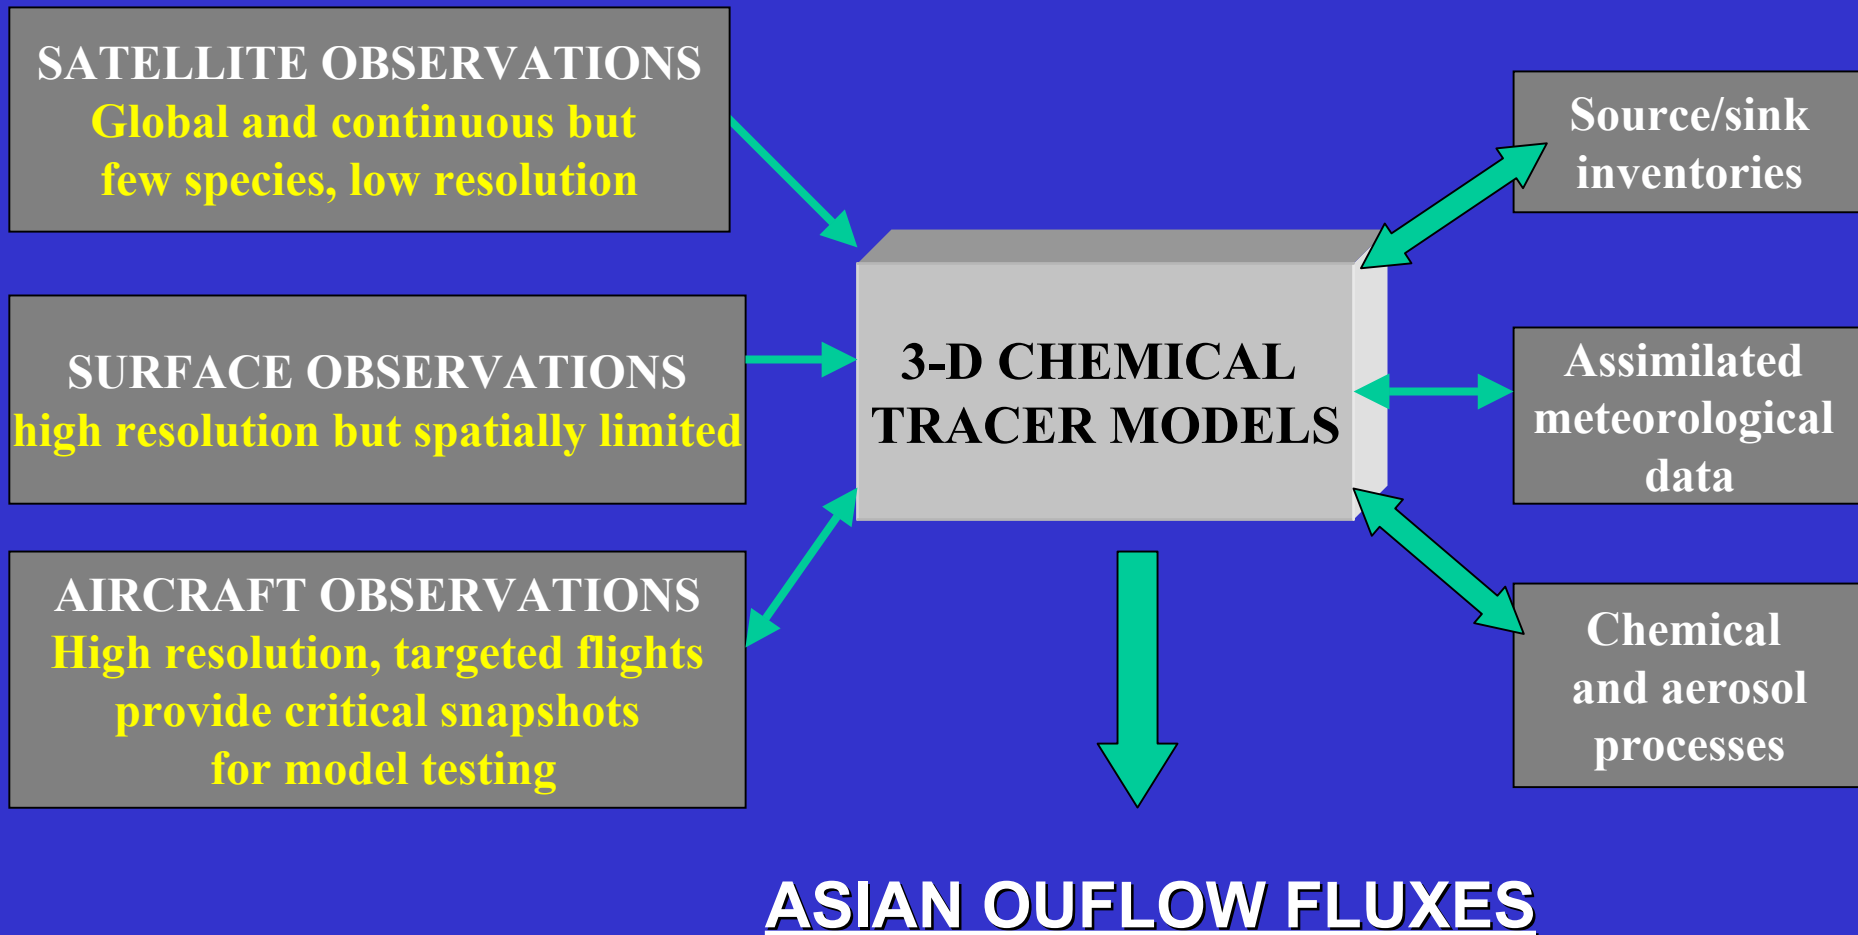 SATELLITE OBSERVATIONS
Global and continuous but
few species, low resolution
SURFACE OBSERVATIONS
high resolution but spatially limited
AIRCRAFT OBSERVATIONS
High resolution, targeted flights
provide critical snapshots
for model testing
3-D CHEMICAL
TRACER MODELS
Source/sink
inventories
Assimilated
meteorological
data
Chemical
and aerosol
processes
ASIAN OUFLOW FLUXES